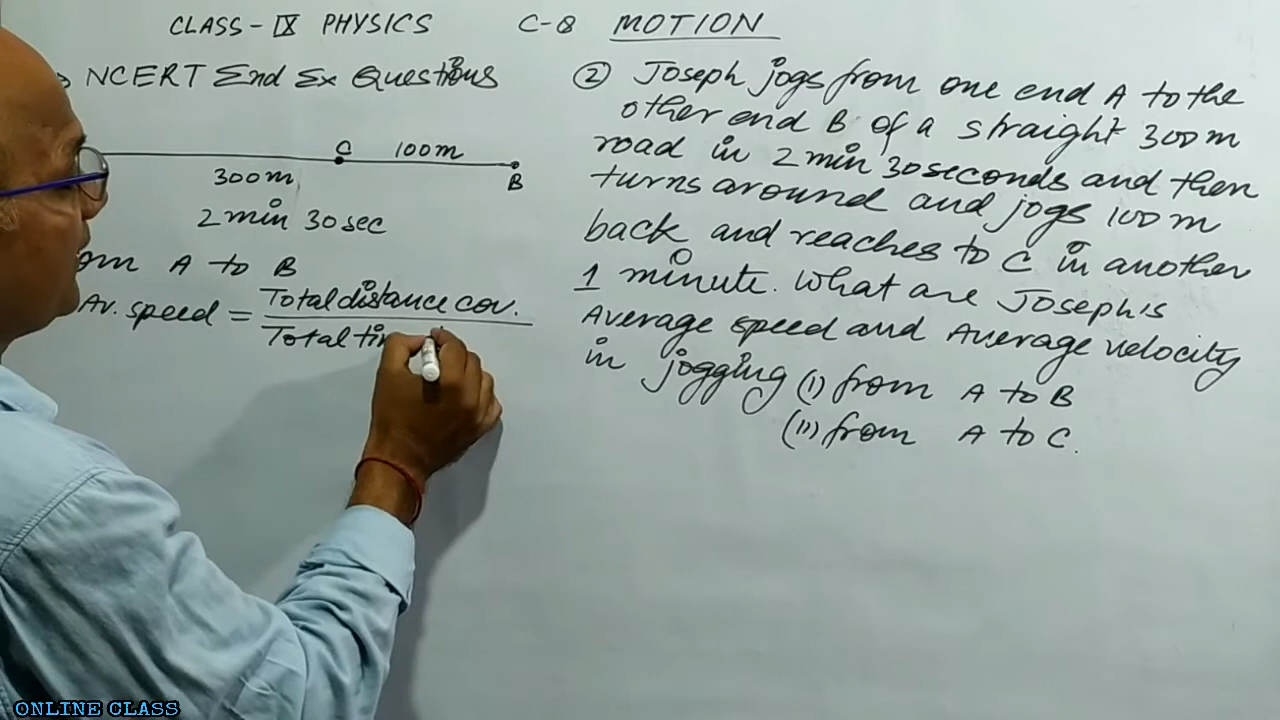 CLASS-IX PHYSICS C-8 MOTION
NCERT End Ex Questions
C 100m
B
300m
2 min 30 sec
A to B
Av. speed = Total distance cov.
Total
② Joseph jogs from one end A to the
other end B of a straight 300m
road in 2 min 30 seconds and then
turns around and jogs 100 m
back and reaches to C in another
1 minute. What are Joseph's
Average speed and Average velocity
in jogging (i) from A to B
(ii) from A to C.
ONLINE CLASS